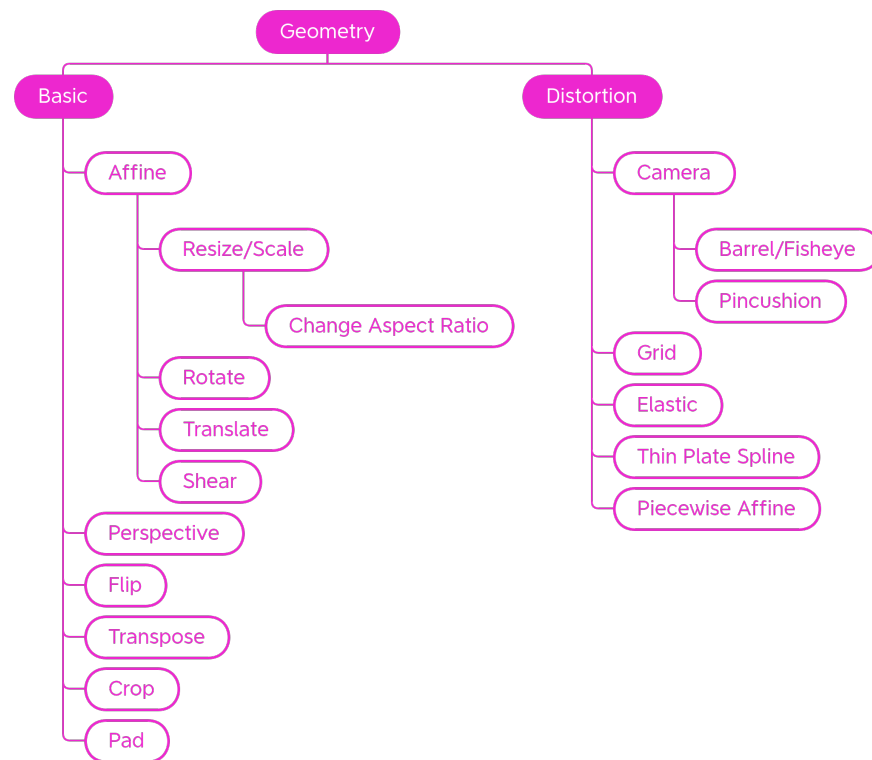 Geometry
Basic
Affine
Resize/Scale
Change Aspect Ratio
Rotate
Translate
Shear
Perspective
Flip
Transpose
Crop
Pad
Distortion
Camera
Barrel/Fisheye
Pincushion
Grid
Elastic
Thin Plate Spline
Piecewise Affine